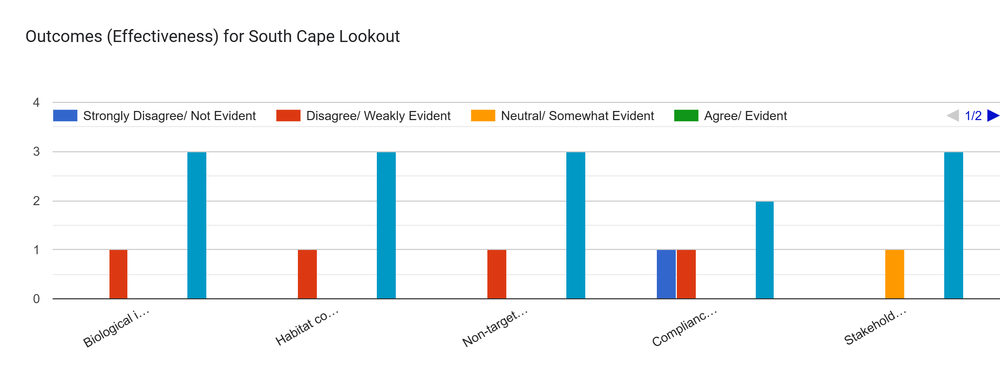 Outcomes (Effectiveness) for South Cape Lookout
4
Strongly Disagree/ Not Evident Disagree/ Weakly Evident Neutral/ Somewhat Evident Agree/ Evident 1/2
3
2
1
0
Biological i...
Habitat co...
Non-target...
Complianc...
Stakehold...